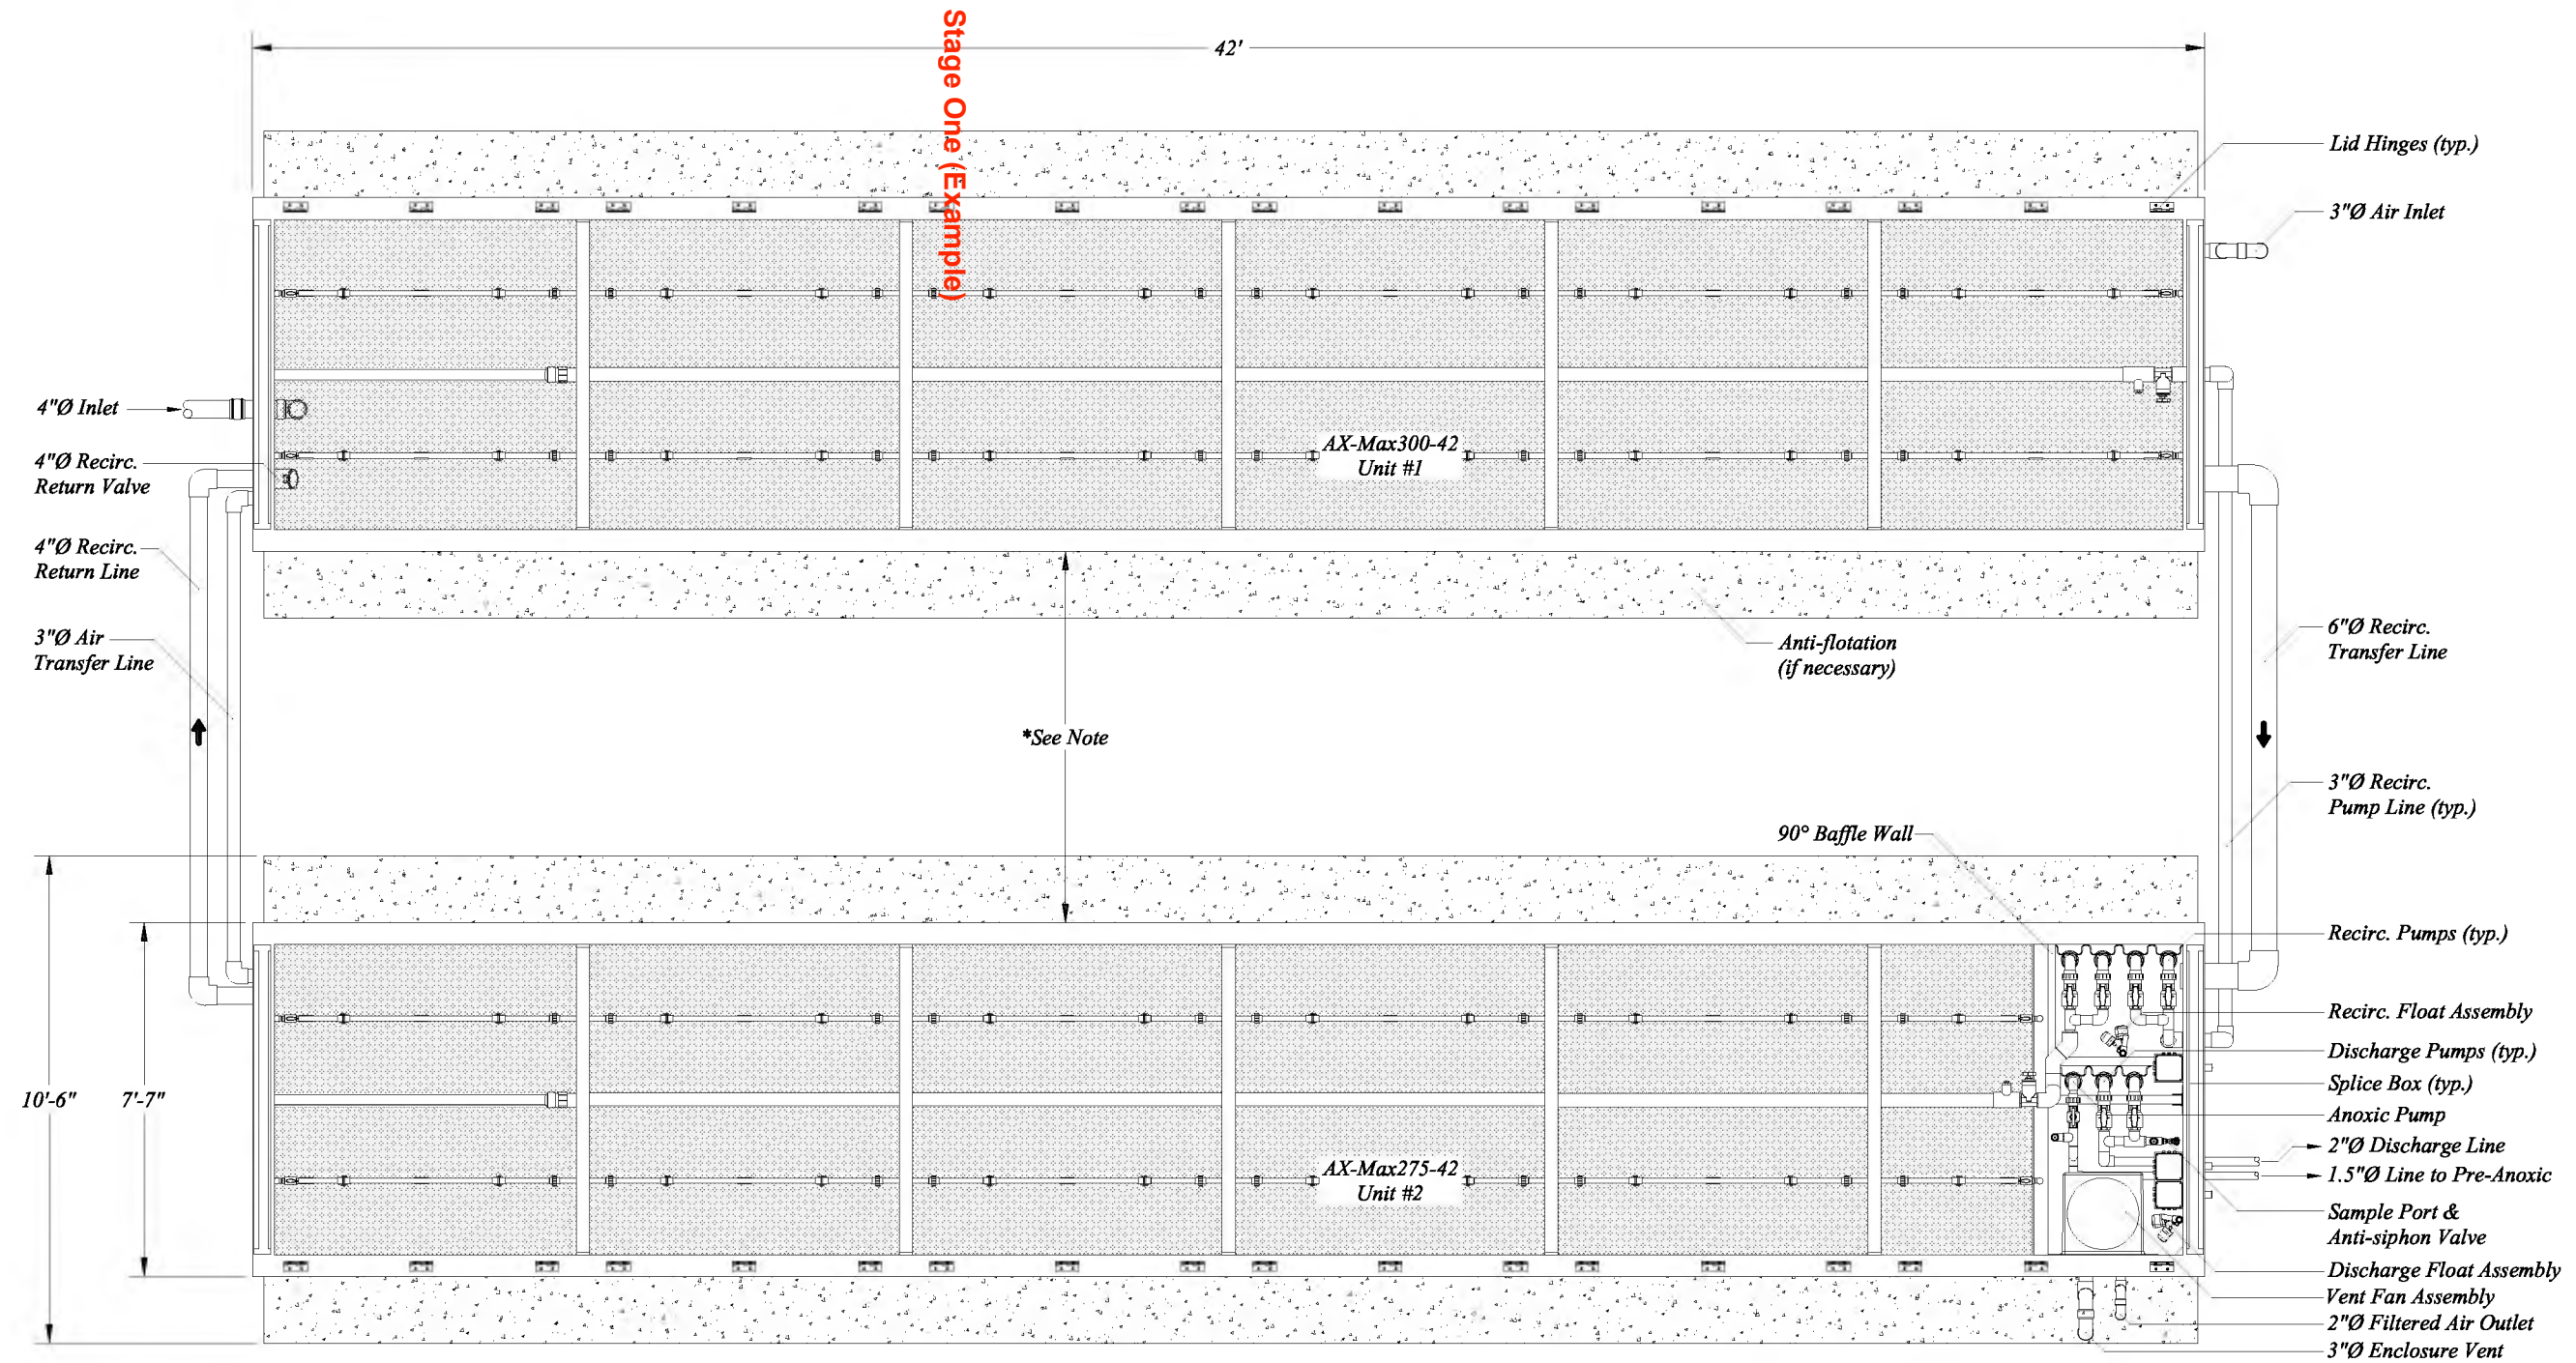 Stage One (Example)
42'
Lid Hinges (typ.)
3"Ø Air Inlet
4"Ø Inlet
4"Ø Recirc.
Return Valve
AX-Max300-42
Unit #1
4"Ø Recirc.
Return Line
3"Ø Air
Transfer Line
Anti-flotation
(if necessary)
6"Ø Recirc.
Transfer Line
*See Note
3"Ø Recirc.
Pump Line (typ.)
90° Baffle Wall
Recirc. Pumps (typ.)
Recirc. Float Assembly
Discharge Pumps (typ.)
Splice Box (typ.)
10'-6"
7'-7"
Anoxic Pump
2"Ø Discharge Line
AX-Max275-42
Unit #2
1.5"Ø Line to Pre-Anoxic
Sample Port &
Anti-siphon Valve
Discharge Float Assembly
Vent Fan Assembly
2"Ø Filtered Air Outlet
3"Ø Enclosure Vent